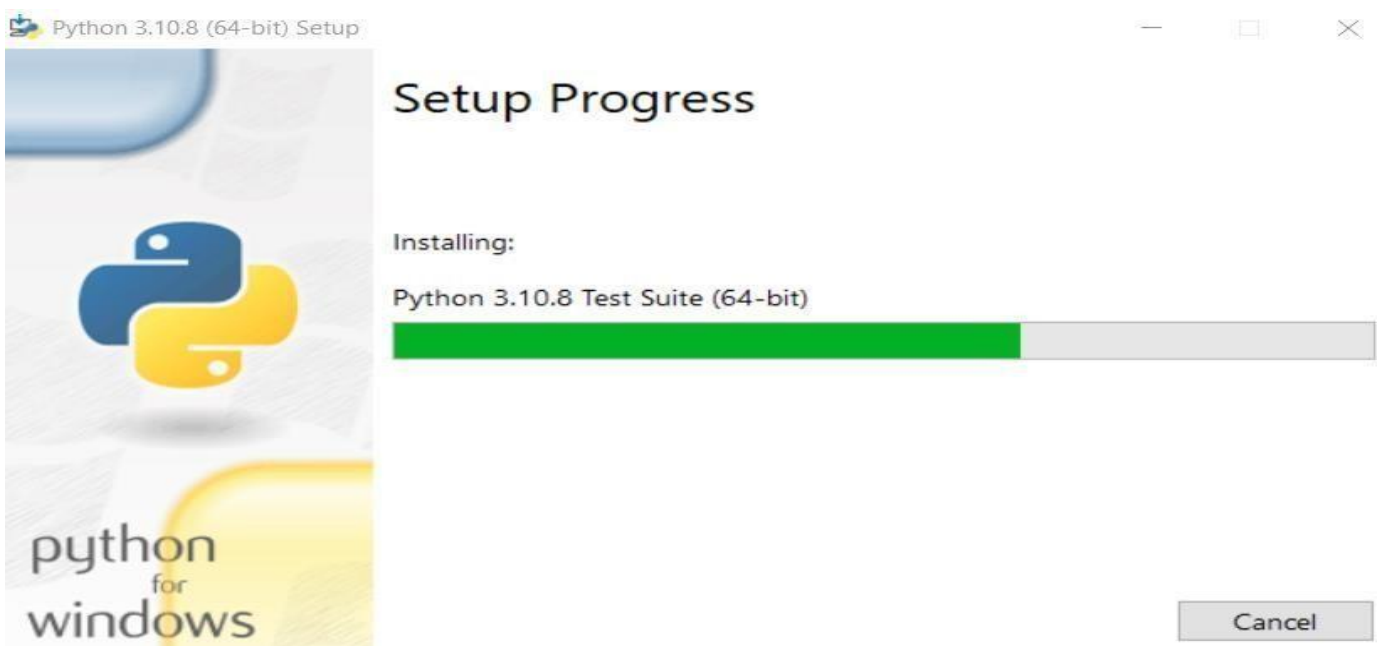 Python 3.10.8 (64-bit) Setup
Setup Progress
Installing:
Python 3.10.8 Test Suite (64-bit)
python
for
windows
Cancel